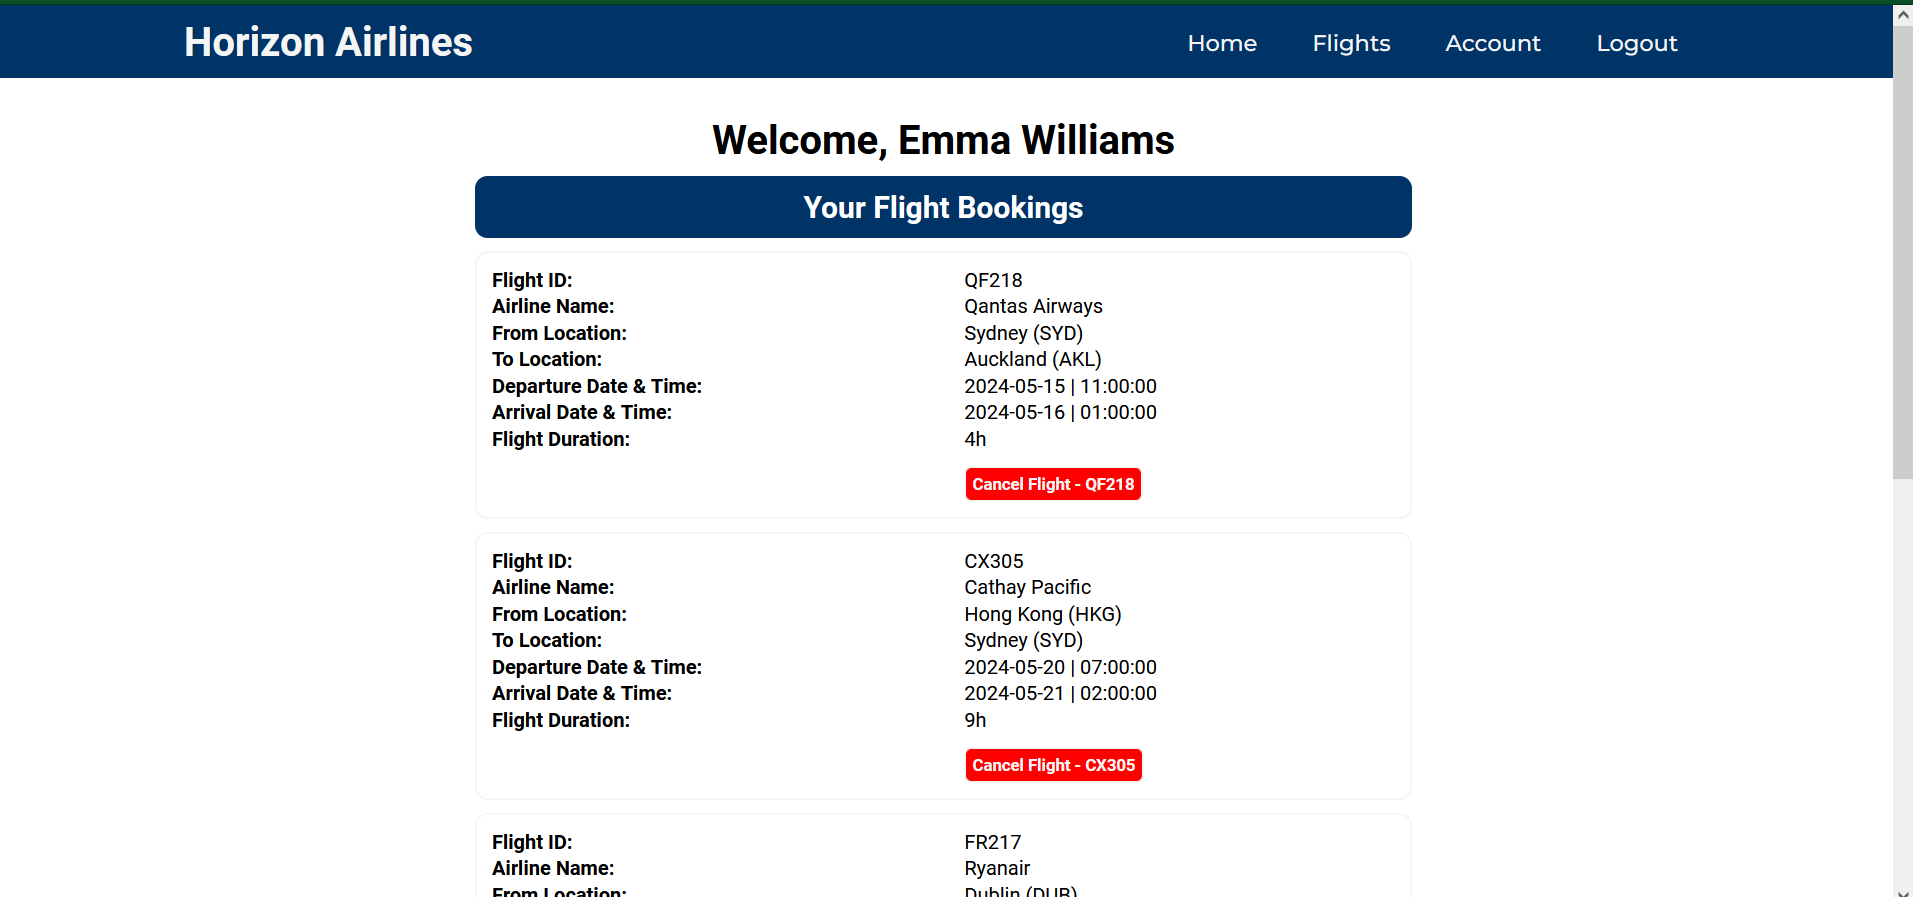 Horizon Airlines Home Flights Account Logout
Welcome, Emma Williams
Your Flight Bookings
Flight ID: QF218
Airline Name: Qantas Airways
From Location: Sydney (SYD)
To Location: Auckland (AKL)
Departure Date & Time: 2024-05-15 | 11:00:00
Arrival Date & Time: 2024-05-16 | 01:00:00
Flight Duration: 4h
Cancel Flight - QF218
Flight ID: CX305
Airline Name: Cathay Pacific
From Location: Hong Kong (HKG)
To Location: Sydney (SYD)
Departure Date & Time: 2024-05-20 | 07:00:00
Arrival Date & Time: 2024-05-21 | 02:00:00
Flight Duration: 9h
Cancel Flight - CX305
Flight ID: FR217
Airline Name: Ryanair
From Location: Dublin (DUB)